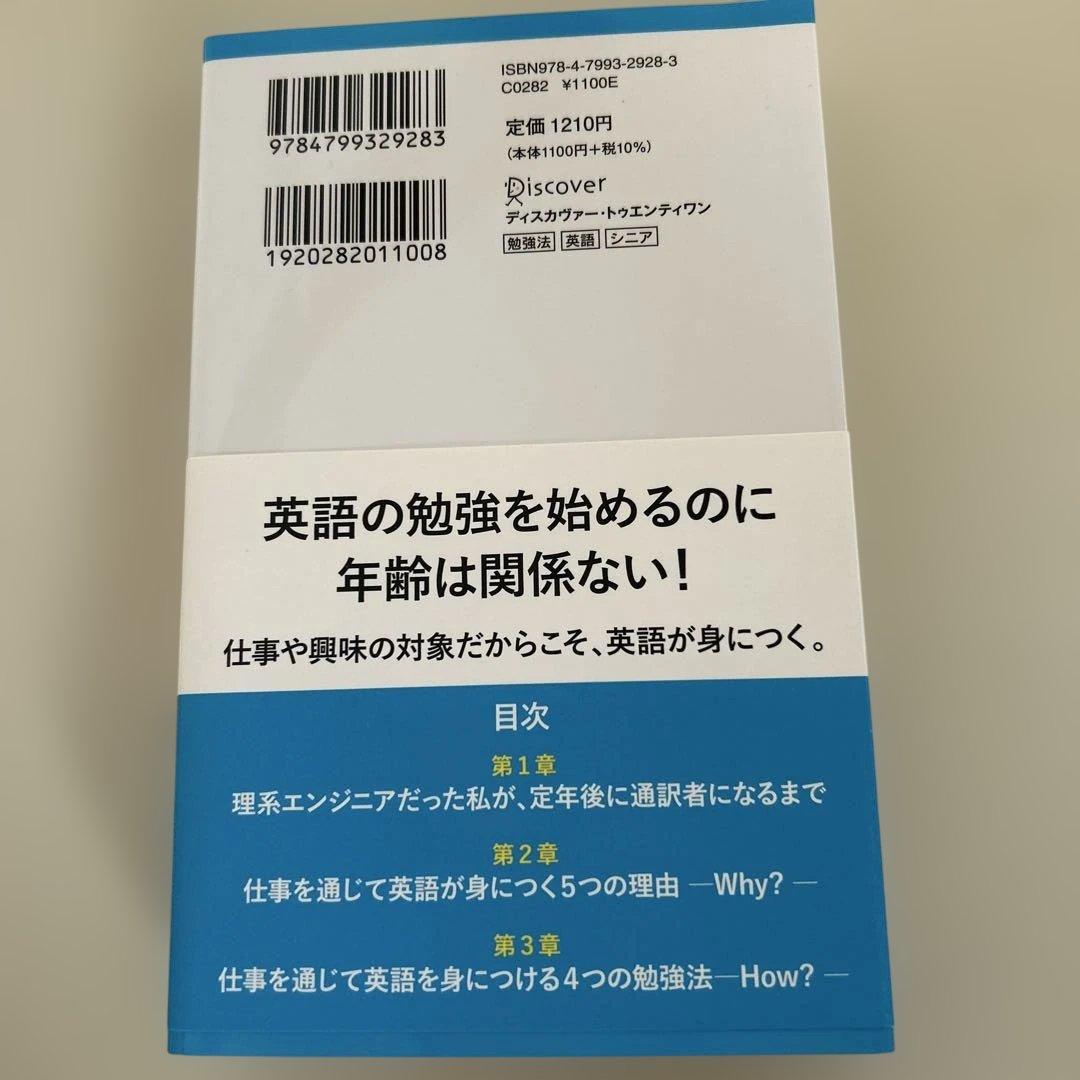 ISBN978-4-7993-2928-3
C0282 ¥1100E
9784799329283
定価 1210円
(本体1100円+税10%)
Discover
ディスカヴァー・トゥエンティワン
勉強法 英語 シニア
1920282011008
英語の勉強を始めるのに
年齢は関係ない!
仕事や興味の対象だからこそ、英語が身につく。
目次
第1章
理系エンジニアだった私が、定年後に通訳者になるまで
第2章
仕事を通じて英語が身につく5つの理由 —Why? —
第3章
仕事を通じて英語を身につける4つの勉強法—How? —